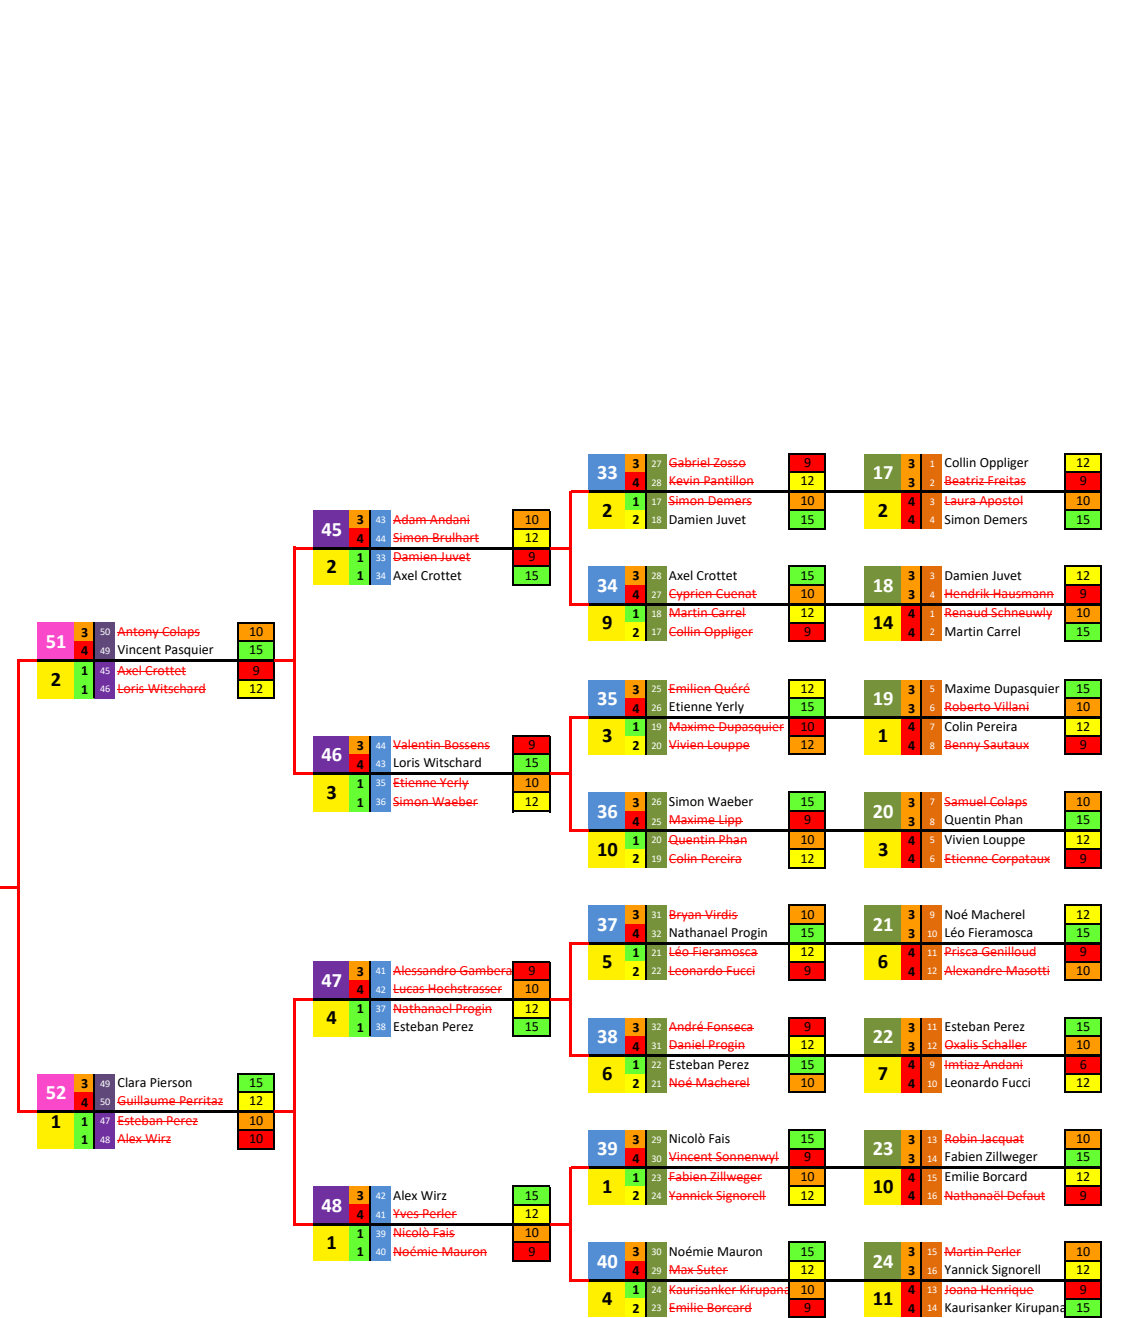 33 3 27 Gabriel Zosso 9 17 3 1 Collin Oppliger 12
4 28 Kevin Pantillon 12 3 2 Beatriz Freitas 9
2 1 17 Simon Demers 10 2 4 3 Laura Apostol 10
2 18 Damien Juvet 15 4 4 Simon Demers 15
45 3 43 Adam Andani 10
4 44 Simon Brulhart 12
2 1 33 Damien Juvet 9
1 34 Axel Crottet 15
34 3 28 Axel Crottet 15 18 3 3 Damien Juvet 12
4 27 Cyprien Cuenat 10 3 4 Hendrik Hausmann 9
9 1 18 Martin Carrel 12 14 4 1 Renaud Schneuwly 10
2 17 Collin Oppliger 9 4 2 Martin Carrel 15
51 3 50 Antony Colaps 10
4 49 Vincent Pasquier 15
2 1 45 Axel Crottet 9
1 46 Loris Witschard 12
35 3 25 Emilien Quéré 12 19 3 5 Maxime Dupasquier 15
4 26 Etienne Yerly 15 3 6 Roberto Villani 10
3 1 19 Maxime Dupasquier 10 1 4 7 Colin Pereira 12
2 20 Vivien Louppe 12 4 8 Benny Sautaux 9
46 3 44 Valentin Bossens 9
4 43 Loris Witschard 15
3 1 35 Etienne Yerly 10
1 36 Simon Waeber 12
36 3 26 Simon Waeber 15 20 3 7 Samuel Colaps 10
4 25 Maxime Lipp 9 3 8 Quentin Phan 15
10 1 20 Quentin Phan 10 3 4 5 Vivien Louppe 12
2 19 Colin Pereira 12 4 6 Etienne Corpataux 9
37 3 31 Bryan Virdis 10 21 3 9 Noé Macherel 12
4 32 Nathanael Progin 15 3 10 Léo Fieramosca 15
5 1 21 Léo Fieramosca 12 6 4 11 Prisca Genilloud 9
2 22 Leonardo Fucci 9 4 12 Alexandre Masotti 10
47 3 41 Alessandro Gambera 9
4 42 Lucas Hochstrasser 10
4 1 37 Nathanael Progin 12
1 38 Esteban Perez 15
38 3 32 André Fonseca 9 22 3 11 Esteban Perez 15
4 31 Daniel Progin 12 3 12 Oxalis Schaller 10
6 1 22 Esteban Perez 15 7 4 9 Imtiaz Andani 6
2 21 Noé Macherel 10 4 10 Leonardo Fucci 12
52 3 49 Clara Pierson 15
4 50 Guillaume Perritaz 12
1 1 47 Esteban Perez 10
1 48 Alex Wirz 10
39 3 29 Nicolò Fais 15 23 3 13 Robin Jacquat 10
4 30 Vincent Sonnenwyl 9 3 14 Fabien Zillweger 15
1 1 23 Fabien Zillweger 10 10 4 15 Emilie Borcard 12
2 24 Yannick Signorell 12 4 16 Nathanaël Defaut 9
48 3 42 Alex Wirz 15
4 41 Yves Perler 12
1 1 39 Nicolò Fais 10
1 40 Noémie Mauron 9
40 3 30 Noémie Mauron 15 24 3 15 Martin Perler 10
4 29 Max Suter 12 3 16 Yannick Signorell 12
4 1 24 Kaurisanker Kirupana 10 11 4 13 Joana Henrique 9
2 23 Emilie Borcard 9 4 14 Kaurisanker Kirupana 15